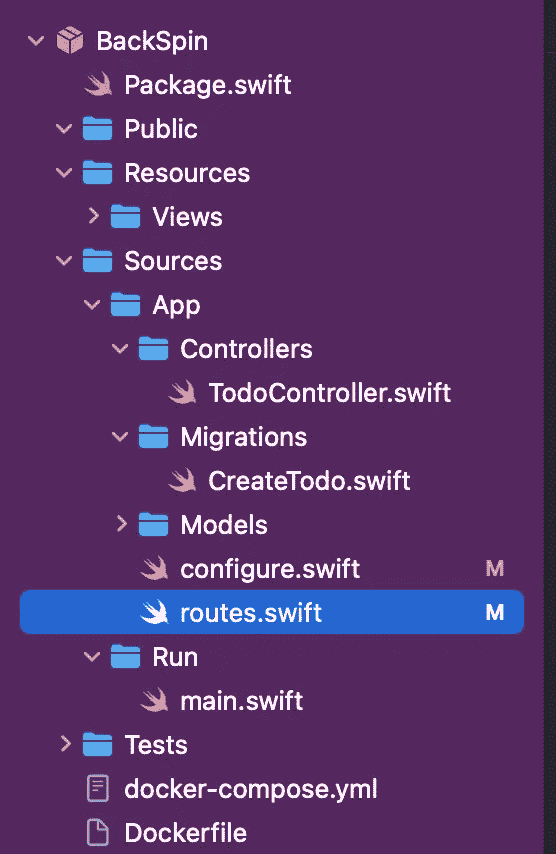 BackSpin
Package.swift
Public
Resources
Views
Sources
App
Controllers
TodoController.swift
Migrations
CreateTodo.swift
Models
configure.swift M
routes.swift M
Run
main.swift
Tests
docker-compose.yml
Dockerfile